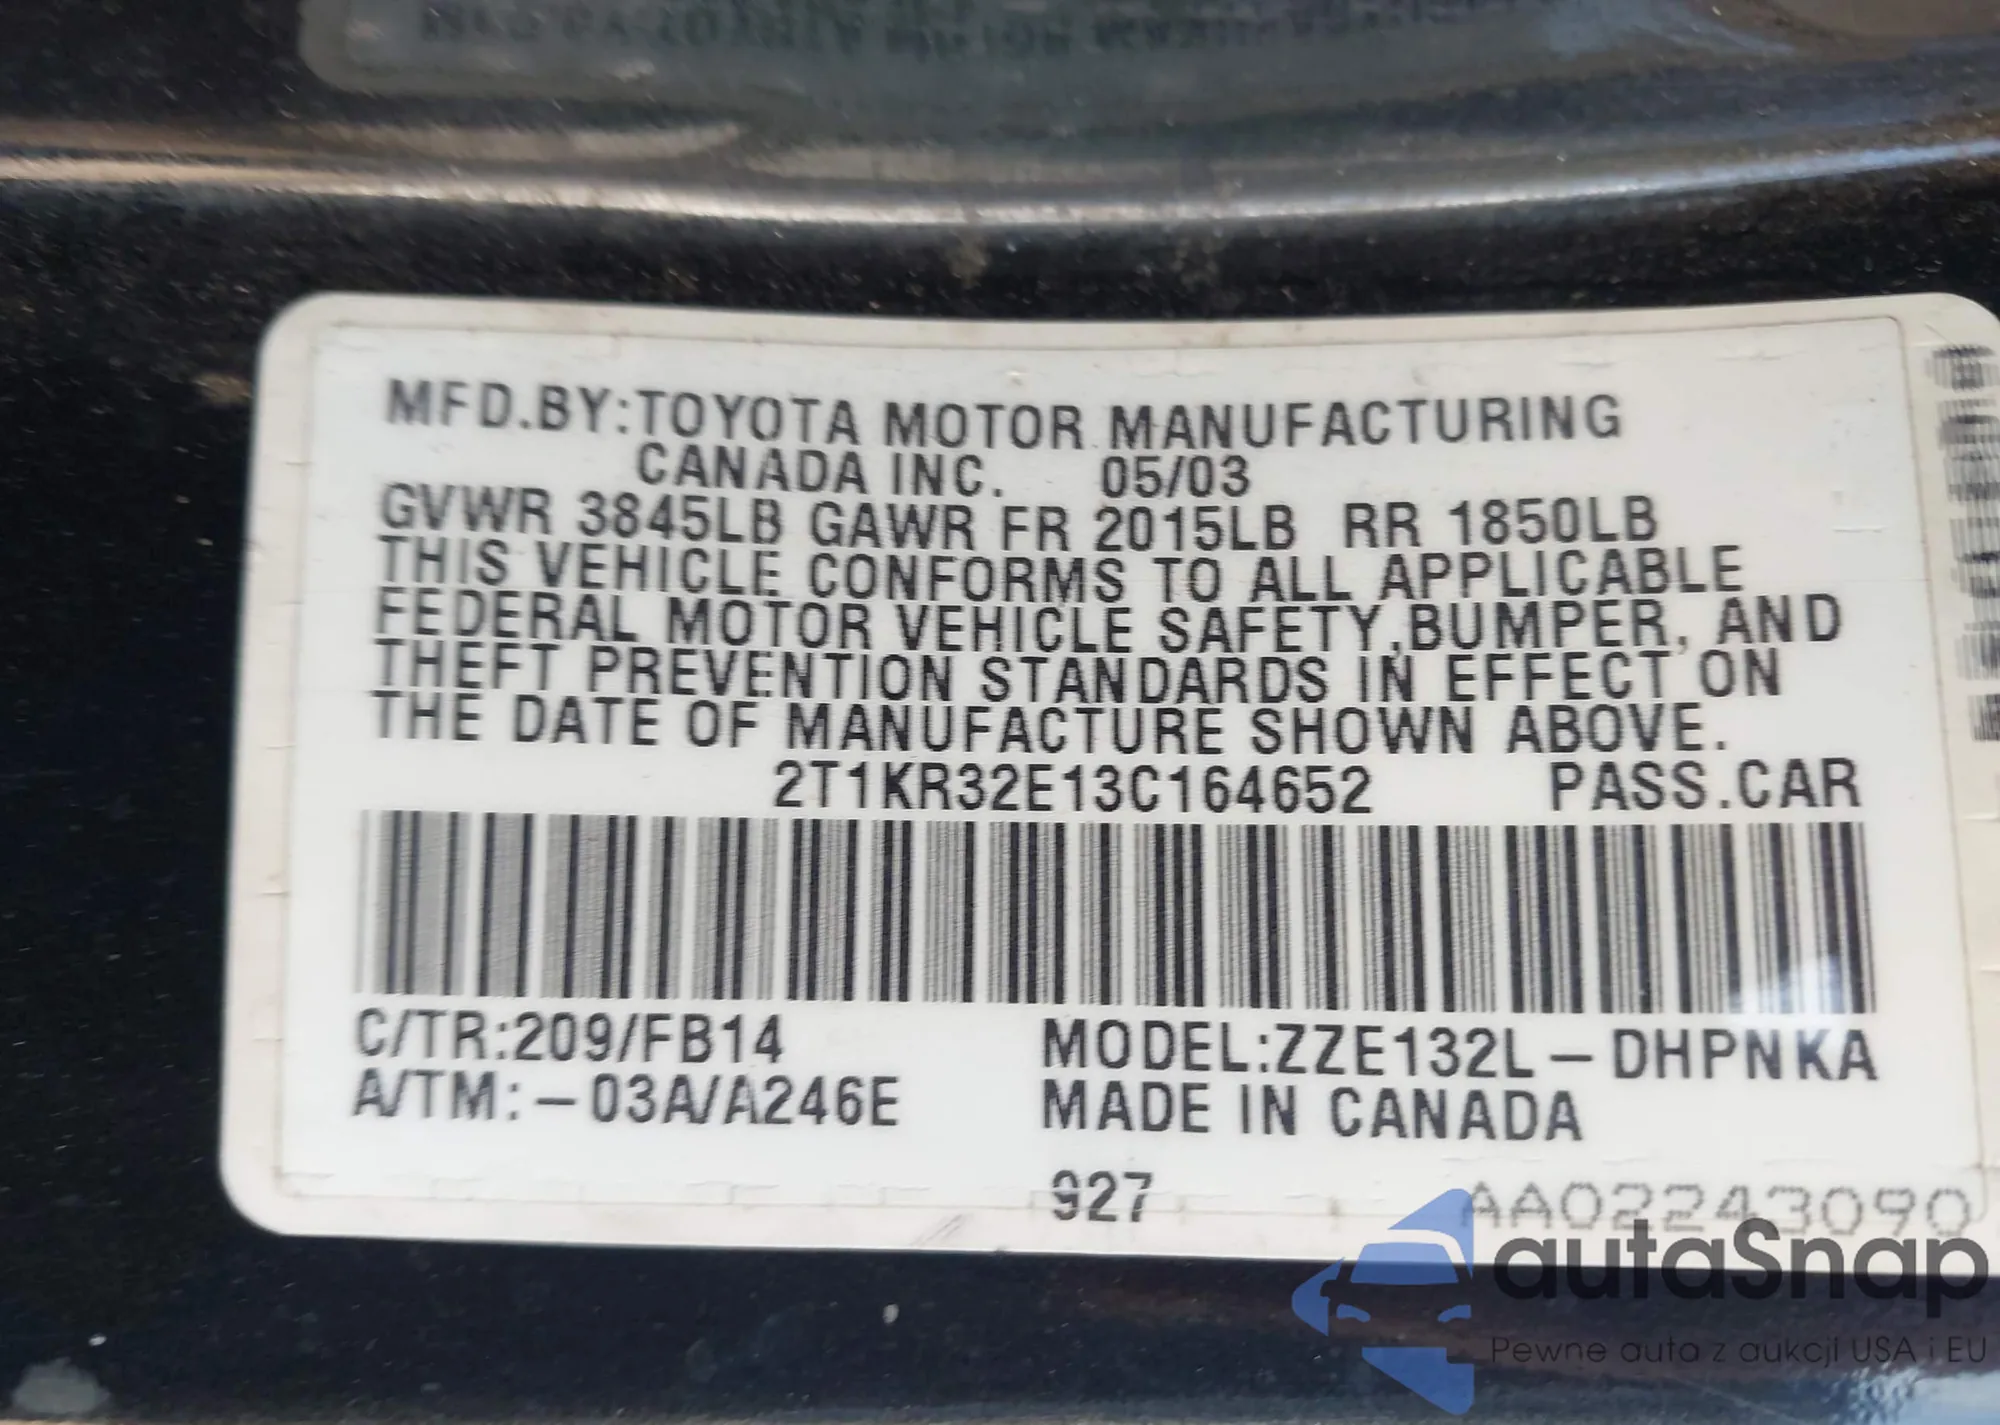 MFD.BY:TOYOTA MOTOR MANUFACTURING
CANADA INC. 05/03
GVWR 3845LB GAWR FR 2015LB RR 1850LB
THIS VEHICLE CONFORMS TO ALL APPLICABLE
FEDERAL MOTOR VEHICLE SAFETY,BUMPER, AND
THEFT PREVENTION STANDARDS IN EFFECT ON
THE DATE OF MANUFACTURE SHOWN ABOVE.
2T1KR32E13C164652 PASS.CAR
C/TR:209/FB14 MODEL:ZZE132L-DHPNKA
A/TM:-03A/A246E MADE IN CANADA
927
AA02243090
autaSnap
Pewne auta z aukcji USA i EU